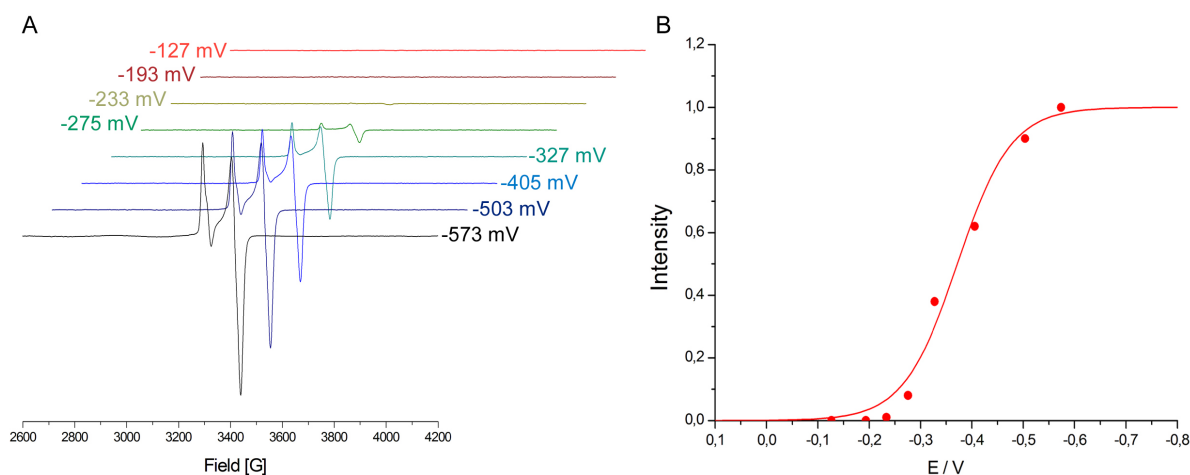 A
-127 mV
-193 mV
-233 mV
-275 mV
-327 mV
-405 mV
-503 mV
-573 mV
2600 2800 3000 3200 3400 3600 3800 4000 4200
Field [G]
B
Intensity
1,2
1,0
0,8
0,6
0,4
0,2
0,0
0,1 0,0 -0,1 -0,2 -0,3 -0,4 -0,5 -0,6 -0,7 -0,8
E / V